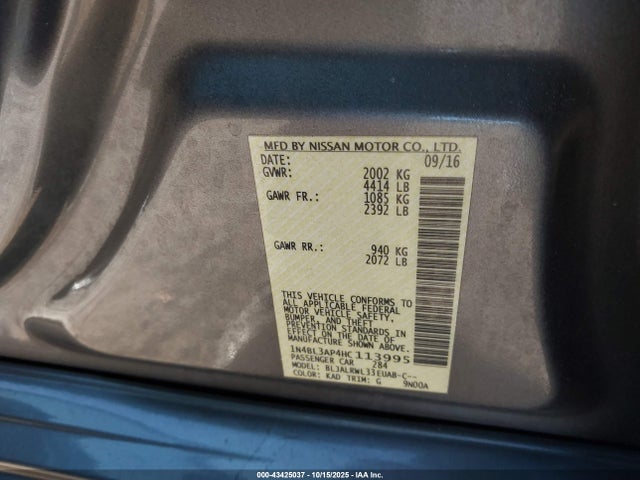 MFD BY NISSAN MOTOR CO., LTD.
DATE: 09/16
GVWR: 2002 KG
4414 LB
GAWR FR.: 1085 KG
2392 LB
GAWR RR.: 940 KG
2072 LB
THIS VEHICLE CONFORMS TO
ALL APPLICABLE FEDERAL
MOTOR VEHICLE SAFETY,
BUMPER, AND THEFT
PREVENTION STANDARDS IN
EFFECT ON THE DATE OF
MANUFACTURE SHOWN ABOVE.
1N4BL3AP4HC113995
PASSENGER CAR 284
MODEL: BLJALRWL33EUAB-C--
COLOR: KAD TRIM: G 9N00A
00-43425037 - 10/15/2025 - IAA Inc.